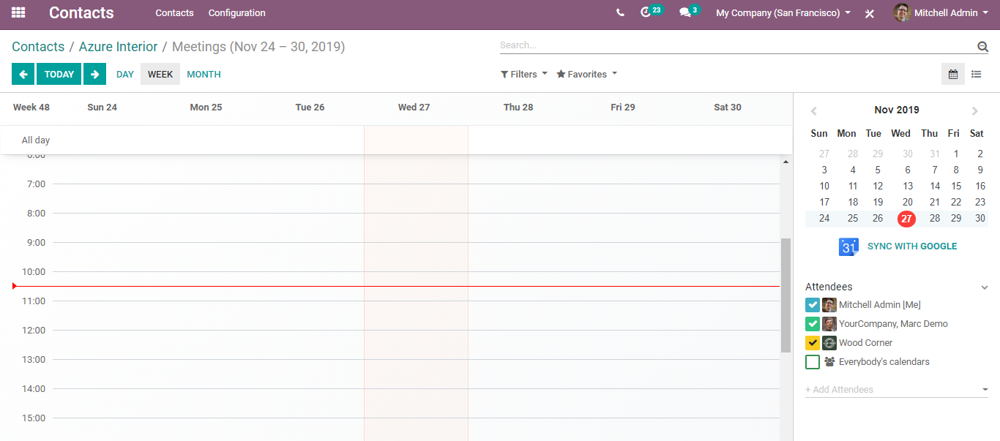 Contacts Contacts Configuration 23 3 My Company (San Francisco) Mitchell Admin
Contacts / Azure Interior / Meetings (Nov 24 – 30, 2019)
Search...
TODAY DAY WEEK MONTH Filters Favorites
Week 48 Sun 24 Mon 25 Tue 26 Wed 27 Thu 28 Fri 29 Sat 30
All day
6:00
7:00
8:00
9:00
10:00
11:00
12:00
13:00
14:00
15:00
Nov 2019
Sun Mon Tue Wed Thu Fri Sat
27 28 29 30 31 1 2
3 4 5 6 7 8 9
10 11 12 13 14 15 16
17 18 19 20 21 22 23
24 25 26 27 28 29 30
31 SYNC WITH GOOGLE
Attendees
Mitchell Admin [Me]
YourCompany, Marc Demo
Wood Corner
Everybody's calendars
+ Add Attendees